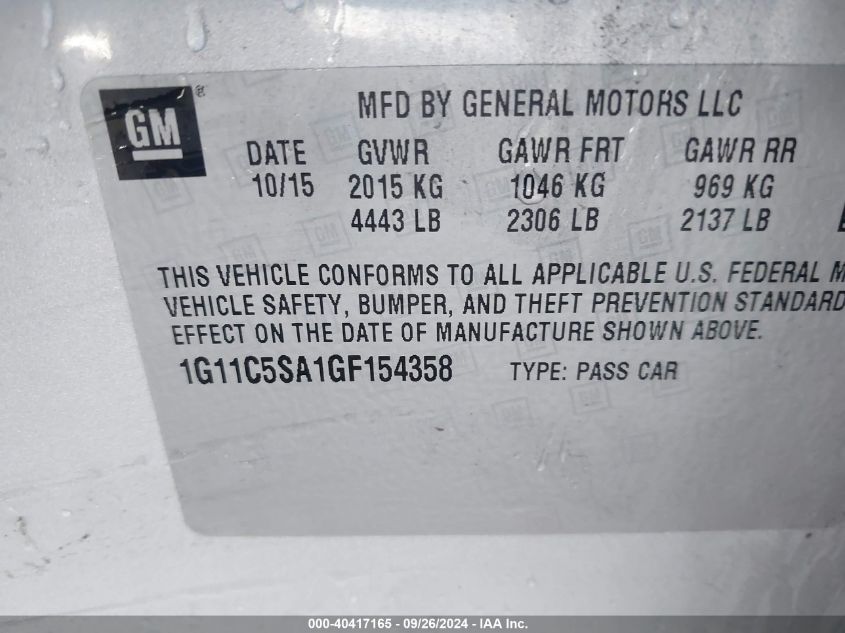 GM ®
MFD BY GENERAL MOTORS LLC
DATE GVWR GAWR FRT GAWR RR
10/15 2015 KG 1046 KG 969 KG
4443 LB 2306 LB 2137 LB
THIS VEHICLE CONFORMS TO ALL APPLICABLE U.S. FEDERAL M
VEHICLE SAFETY, BUMPER, AND THEFT PREVENTION STANDARD
EFFECT ON THE DATE OF MANUFACTURE SHOWN ABOVE.
1G11C5SA1GF154358 TYPE: PASS CAR
000-40417165 - 09/26/2024 - IAA Inc.